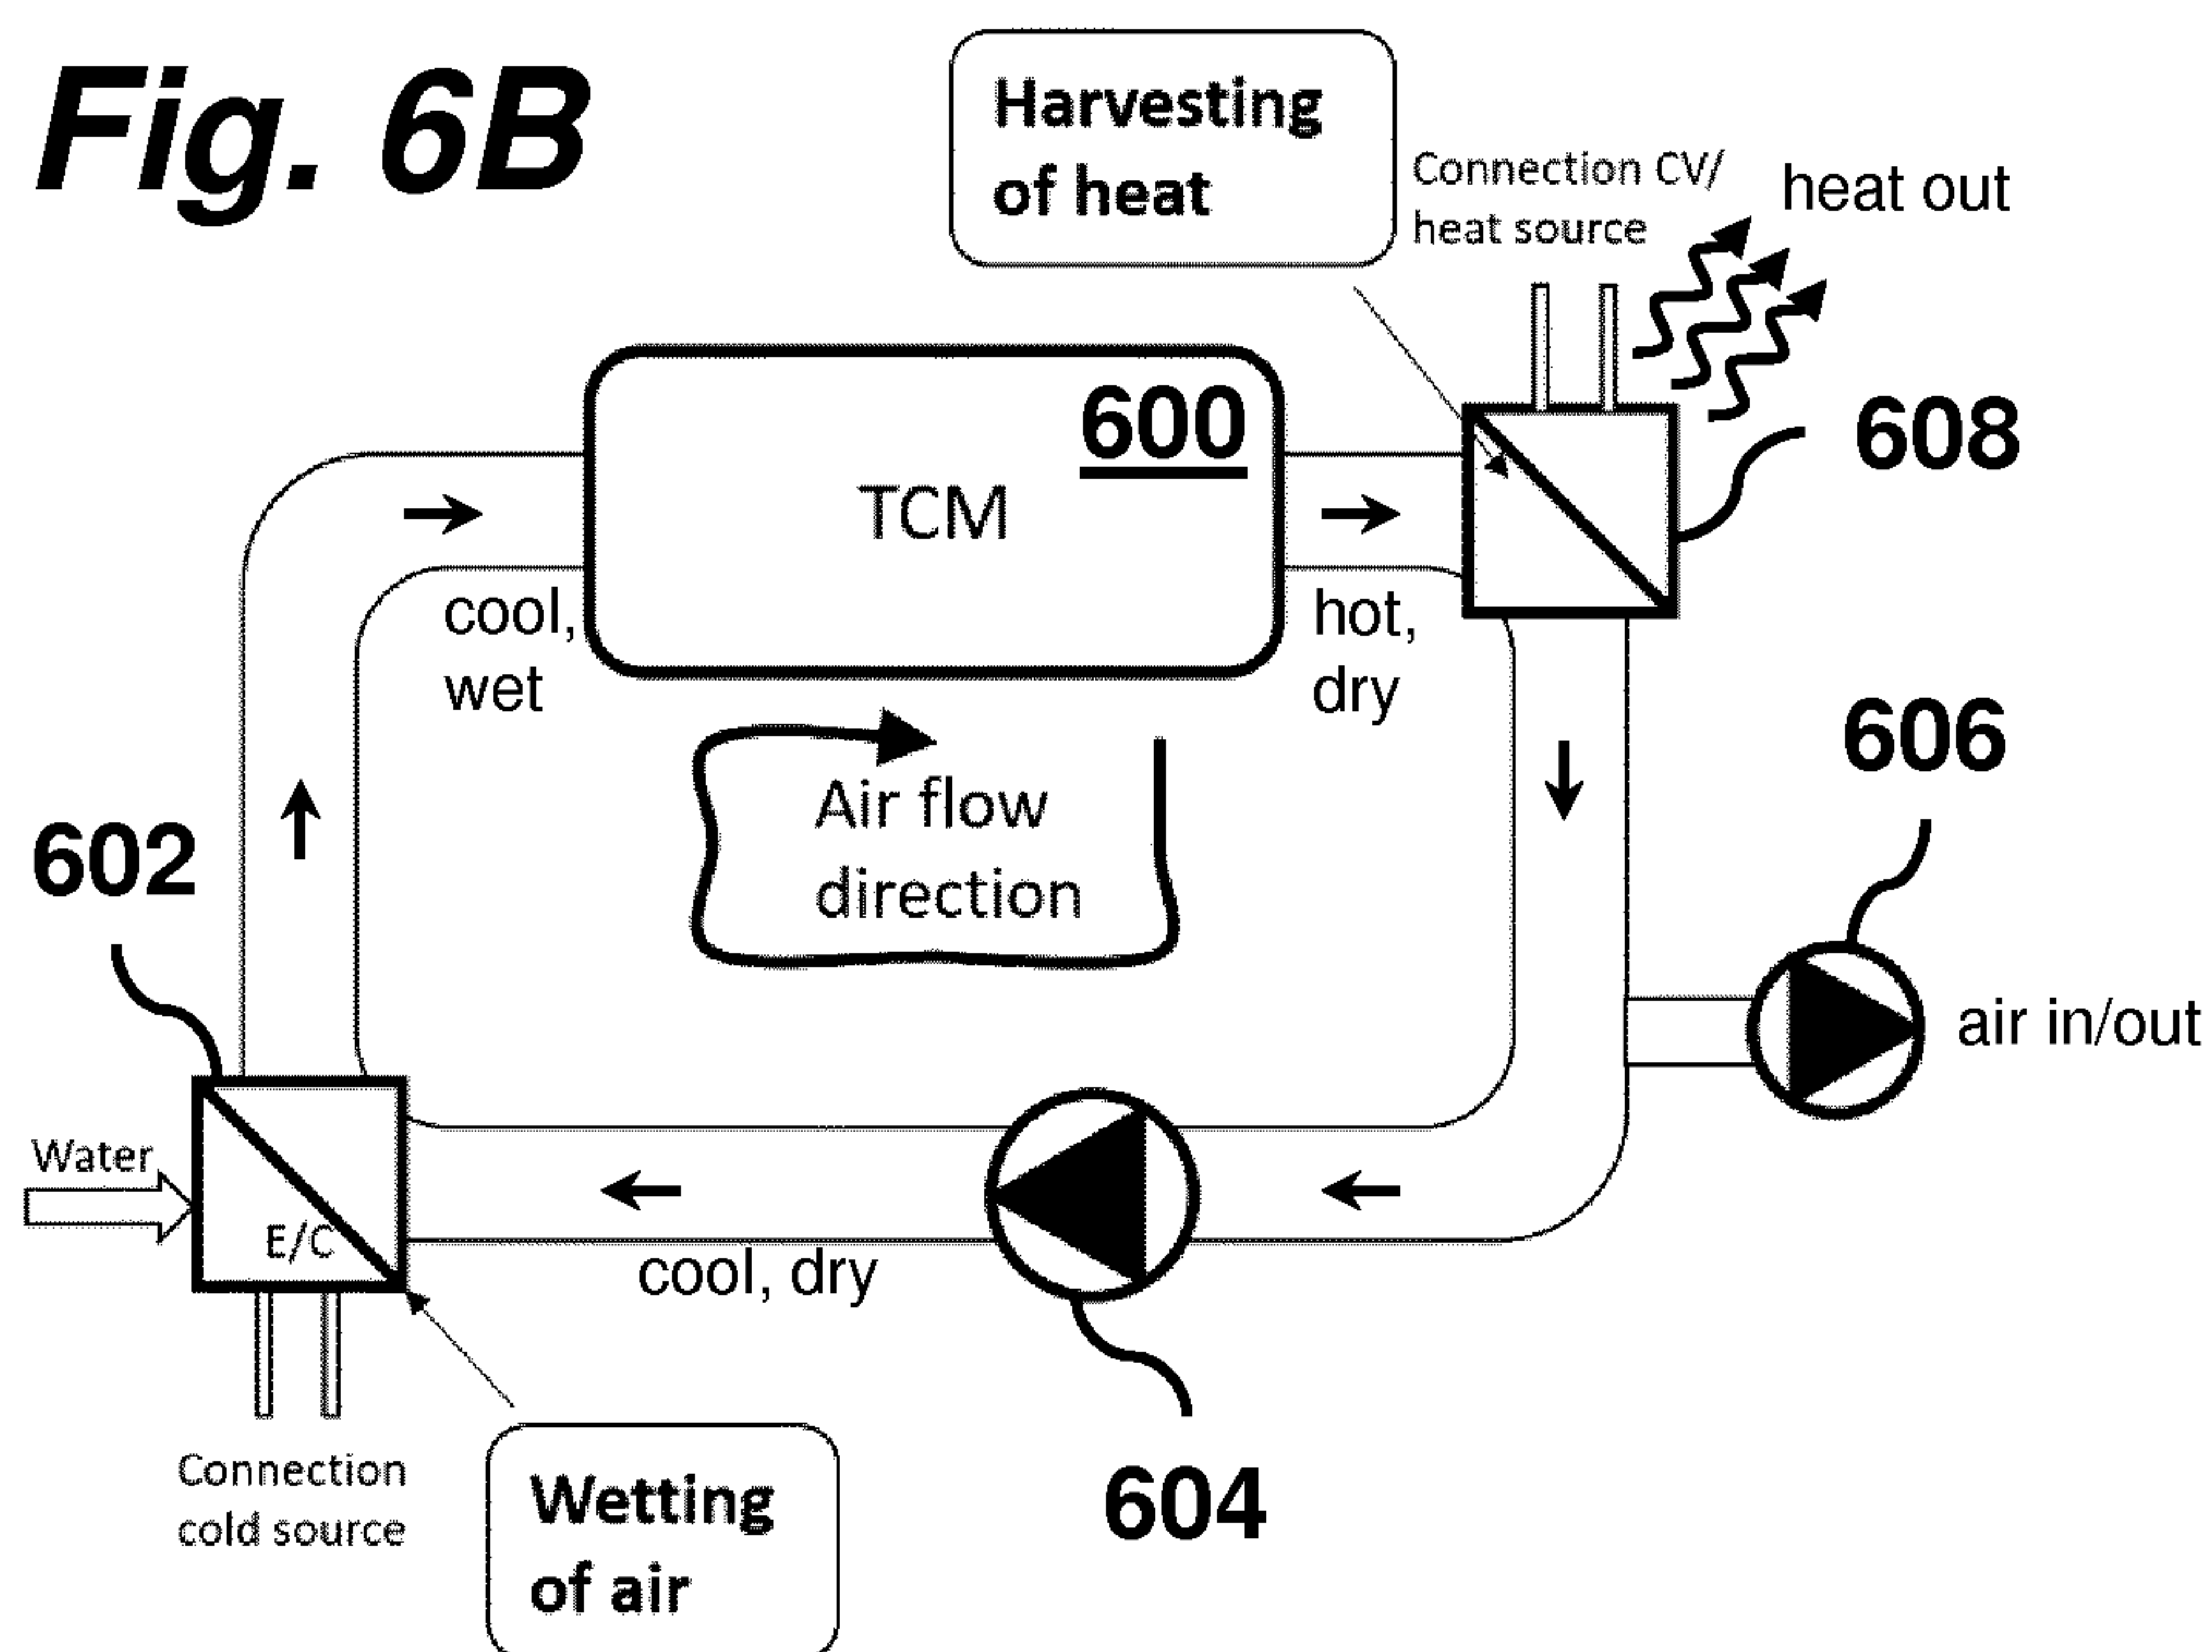 Fig. 6B
Harvesting
of heat
Connection CV/
heat source
heat out
600
TCM
608
cool,
wet
hot,
dry
606
Air flow
direction
602
air in/out
Water
E/C
cool, dry
Connection
cold source
Wetting
of air
604